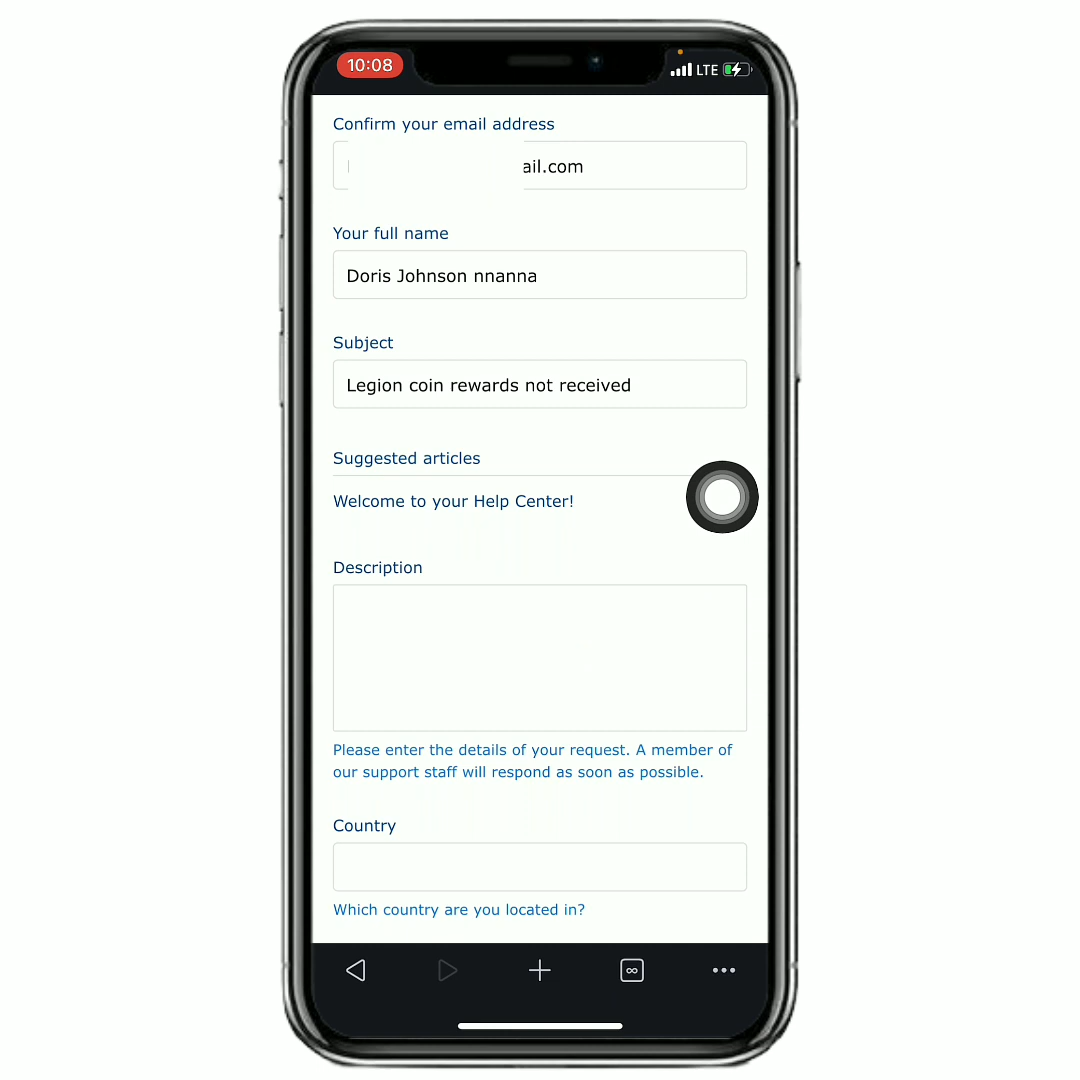 10:08
LTE
Confirm your email address
ail.com
Your full name
Doris Johnson nnanna
Subject
Legion coin rewards not received
Suggested articles
Welcome to your Help Center!
Description
Please enter the details of your request. A member of
our support staff will respond as soon as possible.
Country
Which country are you located in?